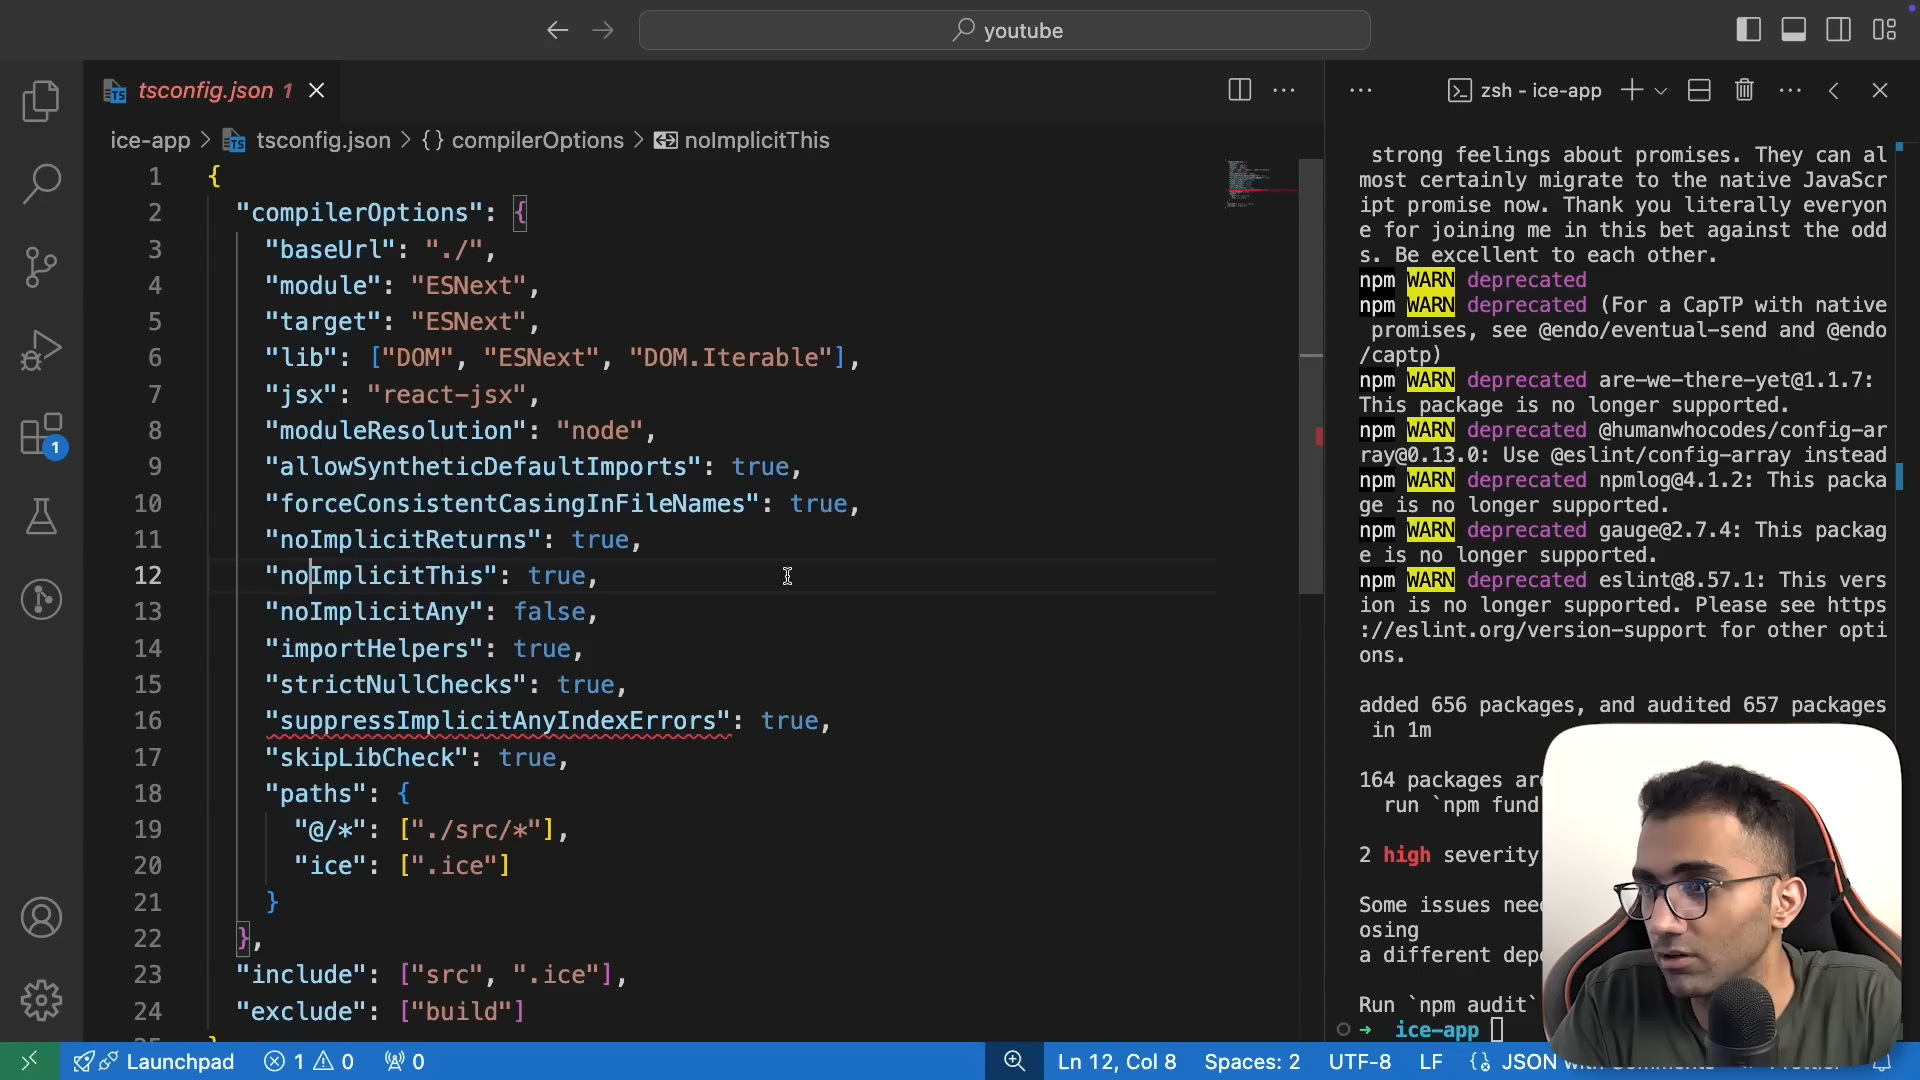 youtube
tsconfig.json 1
zsh - ice-app
ice-app > tsconfig.json > {} compilerOptions > noImplicitThis
1 {
2 "compilerOptions": {
3 "baseUrl": "./",
4 "module": "ESNext",
5 "target": "ESNext",
6 "lib": ["DOM", "ESNext", "DOM.Iterable"],
7 "jsx": "react-jsx",
8 "moduleResolution": "node",
9 "allowSyntheticDefaultImports": true,
10 "forceConsistentCasingInFileNames": true,
11 "noImplicitReturns": true,
12 "noImplicitThis": true,
13 "noImplicitAny": false,
14 "importHelpers": true,
15 "strictNullChecks": true,
16 "suppressImplicitAnyIndexErrors": true,
17 "skipLibCheck": true,
18 "paths": {
19 "@/*": ["./src/*"],
20 "ice": [".ice"]
21 }
22 },
23 "include": ["src", ".ice"],
24 "exclude": ["build"]
strong feelings about promises. They can al
most certainly migrate to the native JavaScr
ipt promise now. Thank you literally everyon
e for joining me in this bet against the odd
s. Be excellent to each other.
npm WARN deprecated
npm WARN deprecated (For a CapTP with native
promises, see @endo/eventual-send and @endo
/captp)
npm WARN deprecated are-we-there-yet@1.1.7:
This package is no longer supported.
npm WARN deprecated @humanwhocodes/config-ar
ray@0.13.0: Use @eslint/config-array instead
npm WARN deprecated npmlog@4.1.2: This packa
ge is no longer supported.
npm WARN deprecated gauge@2.7.4: This packag
e is no longer supported.
npm WARN deprecated eslint@8.57.1: This vers
ion is no longer supported. Please see https
://eslint.org/version-support for other opti
ons.
added 656 packages, and audited 657 packages
in 1m
164 packages ar
run `npm fund
2 high severity
Some issues nee
osing
a different dep
Run `npm audit`
ice-app
1
Launchpad
1 0
0
Ln 12, Col 8
Spaces: 2
UTF-8
LF
{} JSON